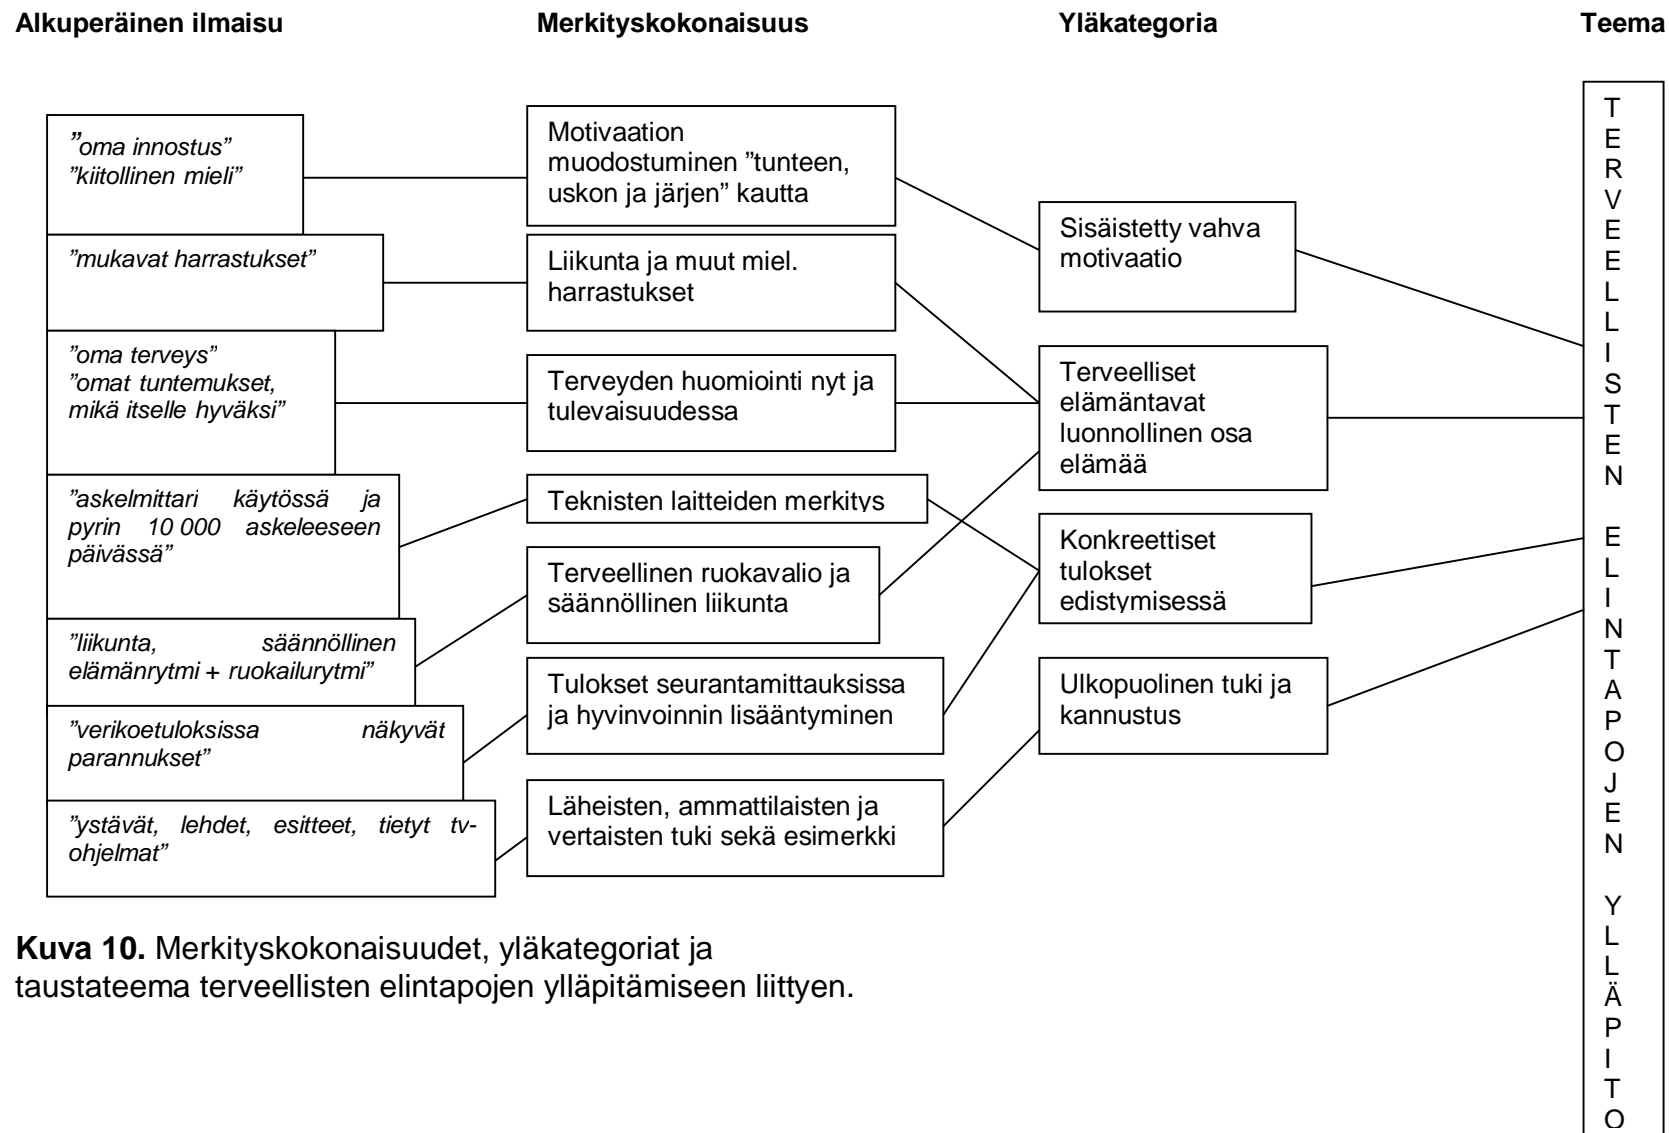 Alkuperäinen ilmaisu
Merkityskokonaisuus
Yläkategoria
Teema
”oma innostus”
”kiitollinen mieli”
”mukavat harrastukset”
”oma terveys”
”omat tuntemukset,
mikä itselle hyväksi”
”askelmittari käytössä ja
pyrin 10 000 askeleeseen
päivässä”
”liikunta, säännöllinen
elämänrytmi + ruokailurytmi”
”verikoetuloksissa näkyvät
parannukset”
”ystävät, lehdet, esitteet, tietyt tv-
ohjelmat”
Motivaation
muodostuminen ”tunteen,
uskon ja järjen” kautta
Liikunta ja muut miel.
harrastukset
Terveyden huomiointi nyt ja
tulevaisuudessa
Teknisten laitteiden merkitys
Terveellinen ruokavalio ja
säännöllinen liikunta
Tulokset seurantamittauksissa
ja hyvinvoinnin lisääntyminen
Läheisten, ammattilaisten ja
vertaisten tuki sekä esimerkki
Sisäistetty vahva
motivaatio
Terveelliset
elämäntavat
luonnollinen osa
elämää
Konkreettiset
tulokset
edistymisessä
Ulkopuolinen tuki ja
kannustus
TERVEELLISTEN ELINTAPOJEN YLLÄPITO
Kuva 10. Merkityskokonaisuudet, yläkategoriat ja
taustateema terveellisten elintapojen ylläpitämiseen liittyen.